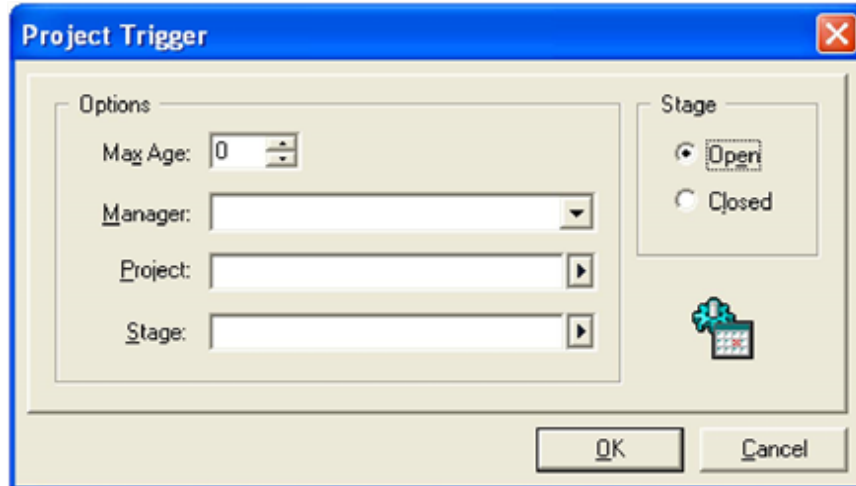 Project Trigger
Options
Max Age: 0
Manager:
Project:
Stage:
Stage
Open
Closed
OK
Cancel